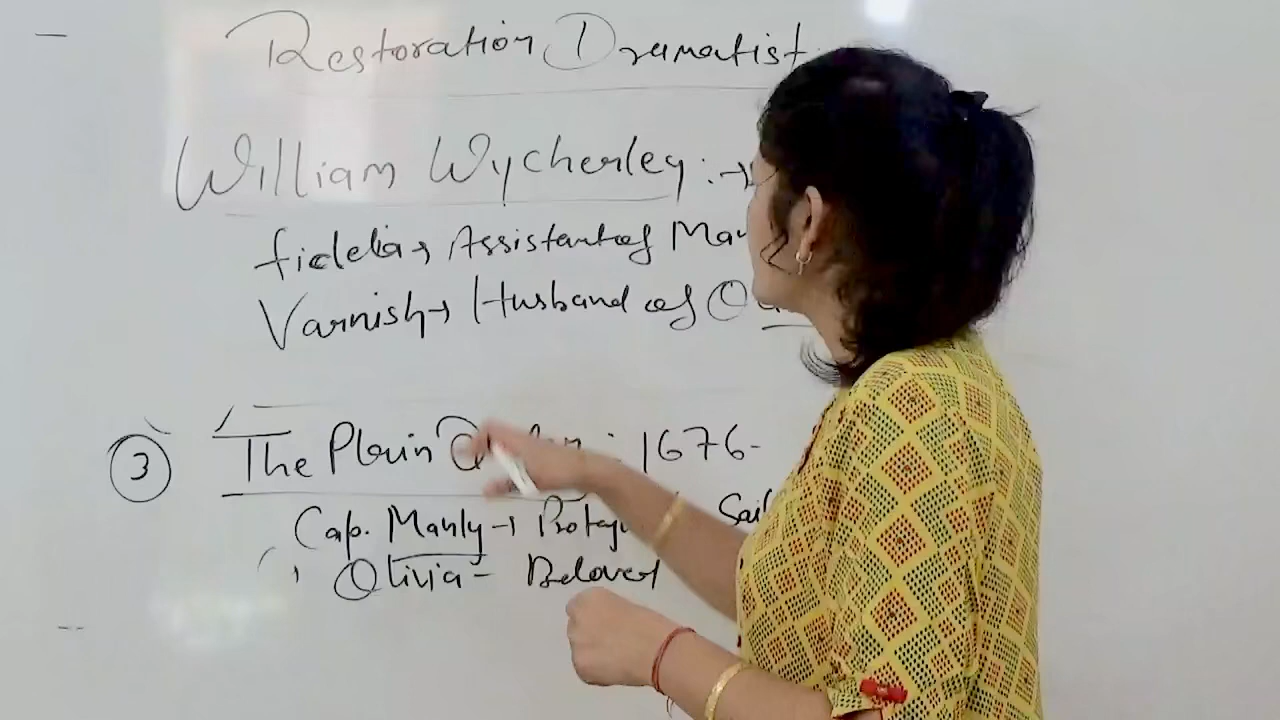 Restoration Dramatist
William Wycherley :→
fidelia → Assistant of Man
Varnish → Husband of O
③ The Plain : 1676-
Cap. Manly → Protag Sail
Olivia - Beloved